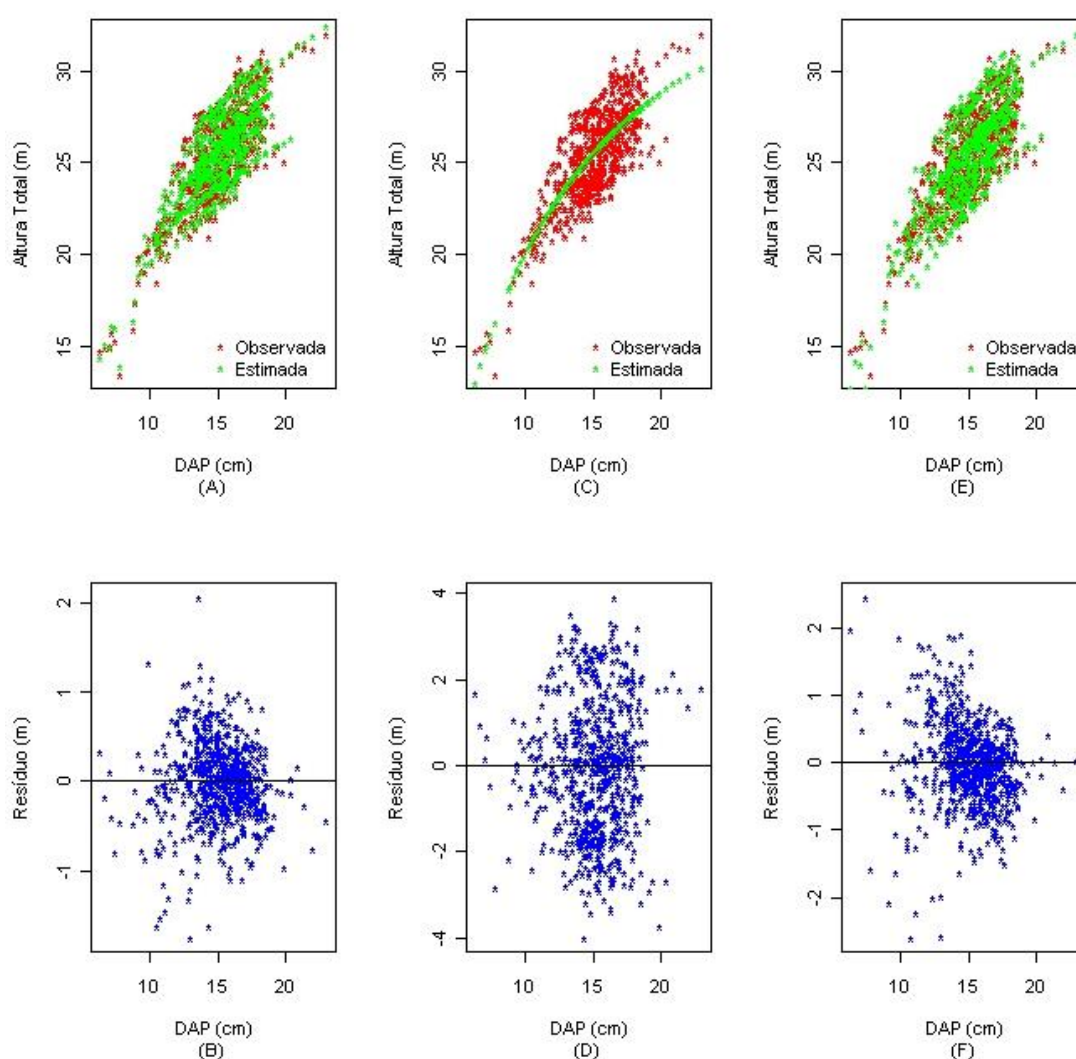 30
25
20
15
Altura Total (m)
Observada
Estimada
10 15 20
DAP (cm)
(A)
30
25
20
15
Altura Total (m)
Observada
Estimada
10 15 20
DAP (cm)
(C)
30
25
20
15
Altura Total (m)
Observada
Estimada
10 15 20
DAP (cm)
(E)
2
1
0
-1
Resíduo (m)
10 15 20
DAP (cm)
(B)
4
2
0
-2
-4
Resíduo (m)
10 15 20
DAP (cm)
(D)
2
1
0
-1
-2
Resíduo (m)
10 15 20
DAP (cm)
(F)